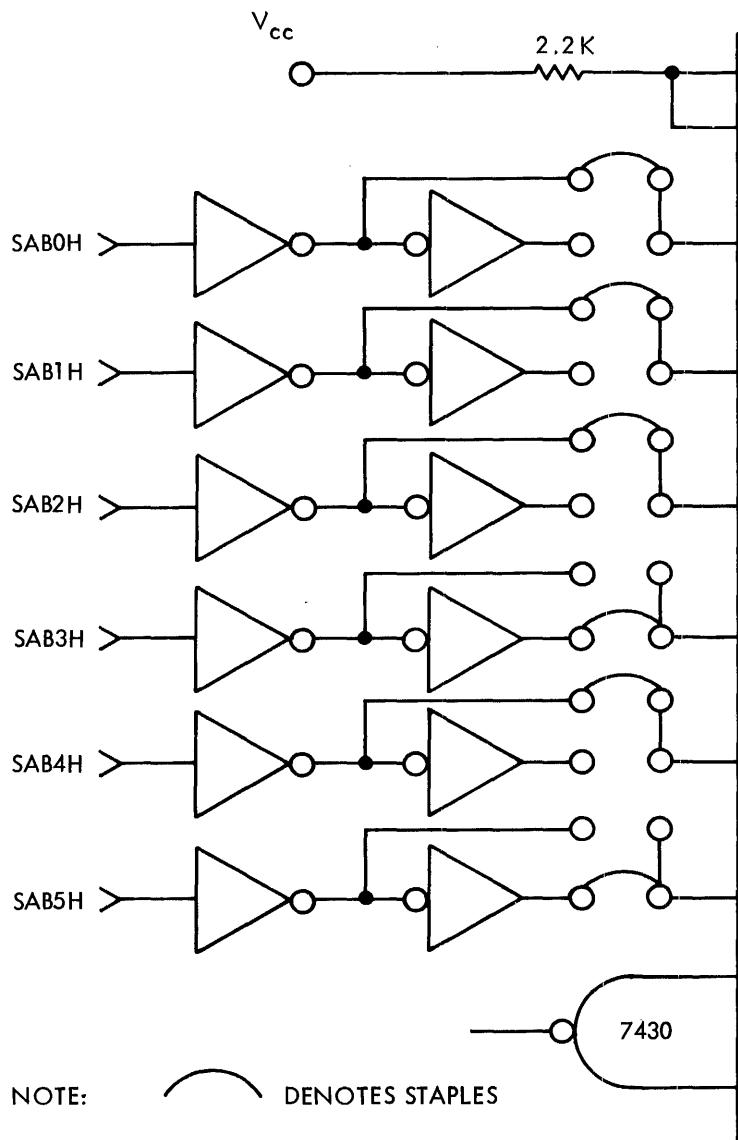 Vcc
2.2K
SAB0H
SAB1H
SAB2H
SAB3H
SAB4H
SAB5H
7430
NOTE: DENOTES STAPLES